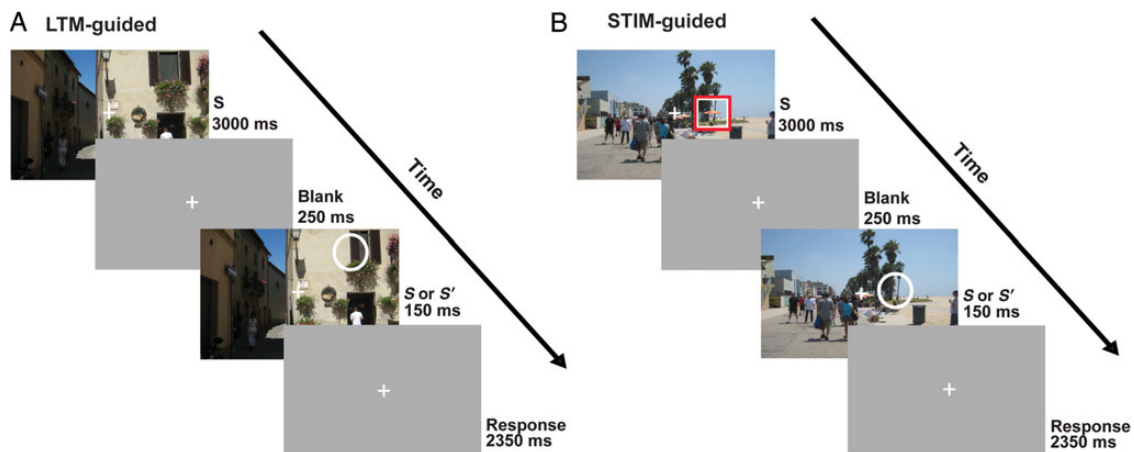 A
LTM-guided
S
3000 ms
Time
Blank
250 ms
S or S′
150 ms
Response
2350 ms
B
STIM-guided
S
3000 ms
Time
Blank
250 ms
S or S′
150 ms
Response
2350 ms